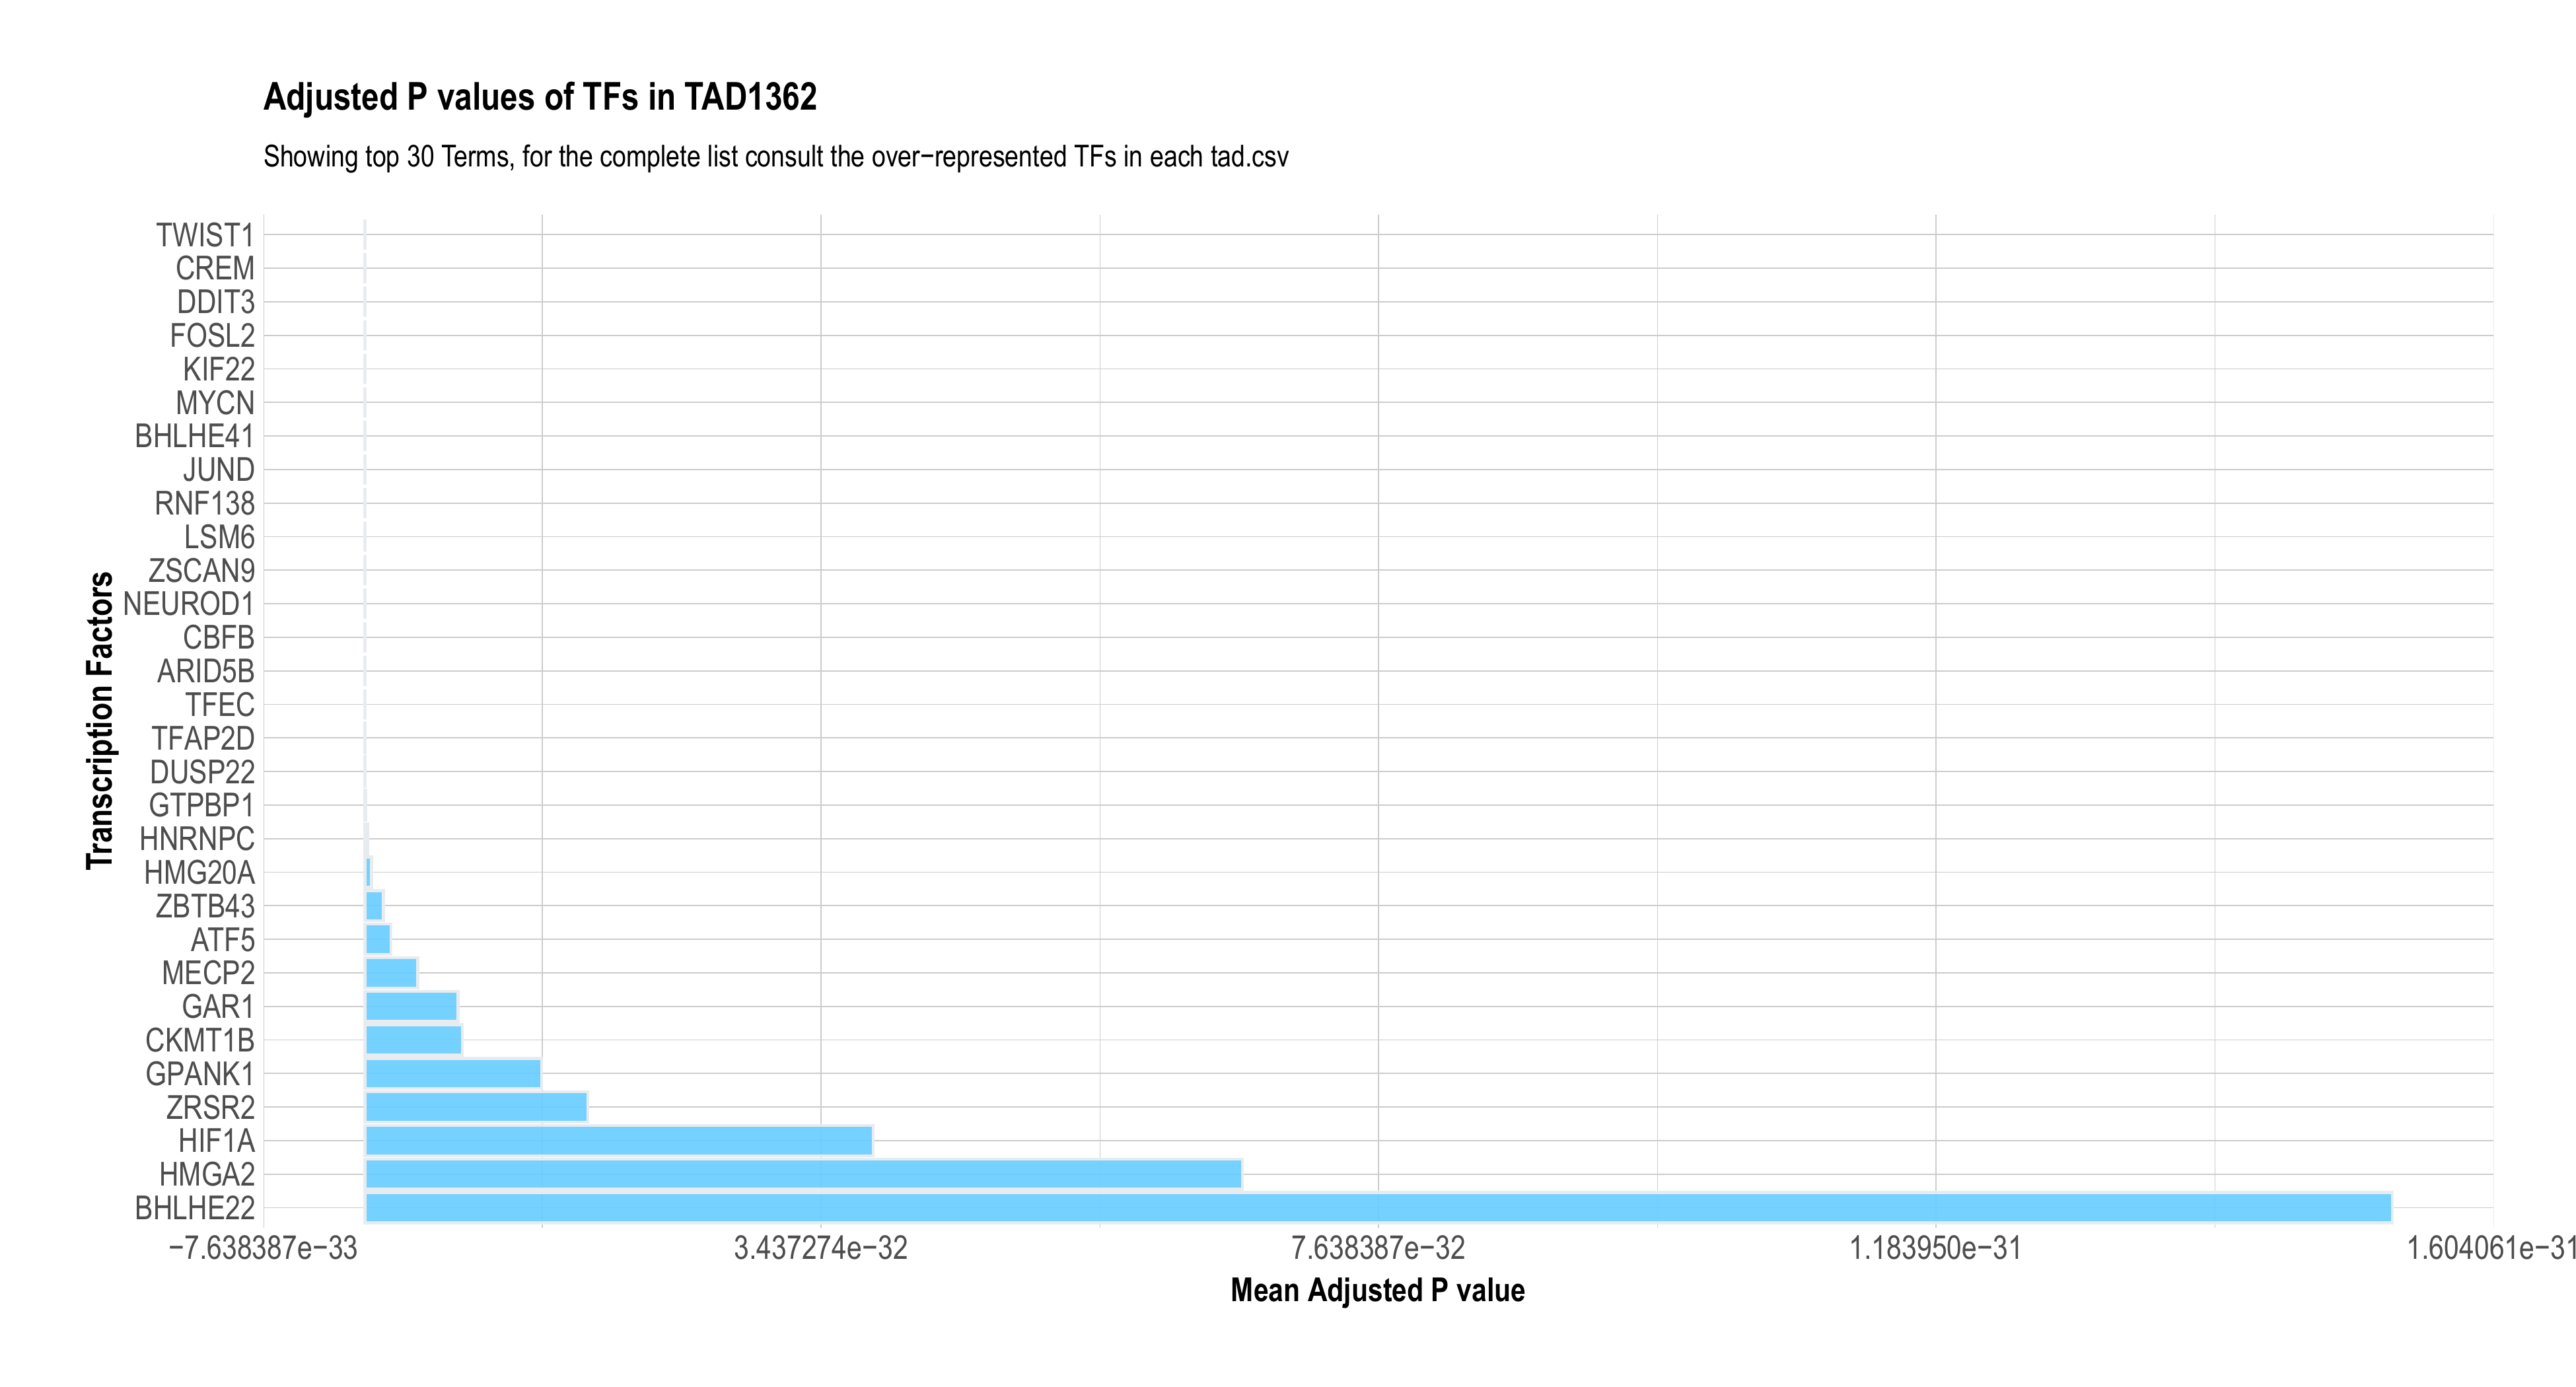 Adjusted P values of TFs in TAD1362
Showing top 30 Terms, for the complete list consult the over−represented TFs in each tad.csv
Transcription Factors
TWIST1
CREM
DDIT3
FOSL2
KIF22
MYCN
BHLHE41
JUND
RNF138
LSM6
ZSCAN9
NEUROD1
CBFB
ARID5B
TFEC
TFAP2D
DUSP22
GTPBP1
HNRNPC
HMG20A
ZBTB43
ATF5
MECP2
GAR1
CKMT1B
GPANK1
ZRSR2
HIF1A
HMGA2
BHLHE22
−7.638387e−33 3.437274e−32 7.638387e−32 1.183950e−31 1.604061e−31
Mean Adjusted P value